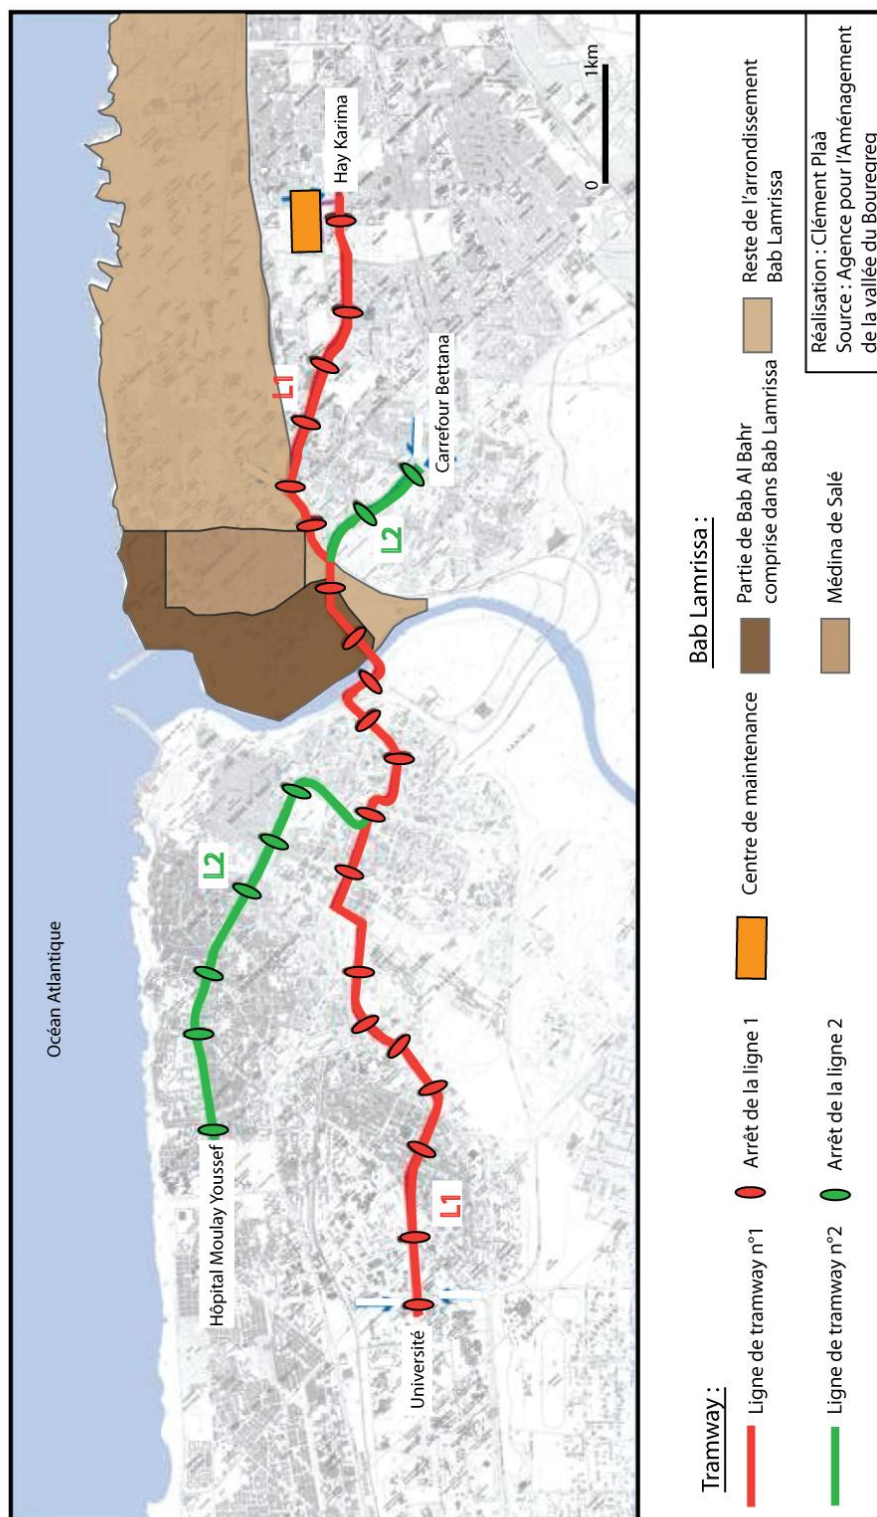 Océan Atlantique
Hôpital Moulay Youssef
L2
L1
Hay Karima
Université
L1
L2
Carrefour Bettana
0
1km
Tramway :
Ligne de tramway n°1
Arrêt de la ligne 1
Centre de maintenance
Ligne de tramway n°2
Arrêt de la ligne 2
Bab Lamrissa :
Partie de Bab Al Bahr
comprise dans Bab Lamrissa
Reste de l'arrondissement
Bab Lamrissa
Médina de Salé
Réalisation : Clément Plaà
Source : Agence pour l'Aménagement
de la vallée du Bouregreg